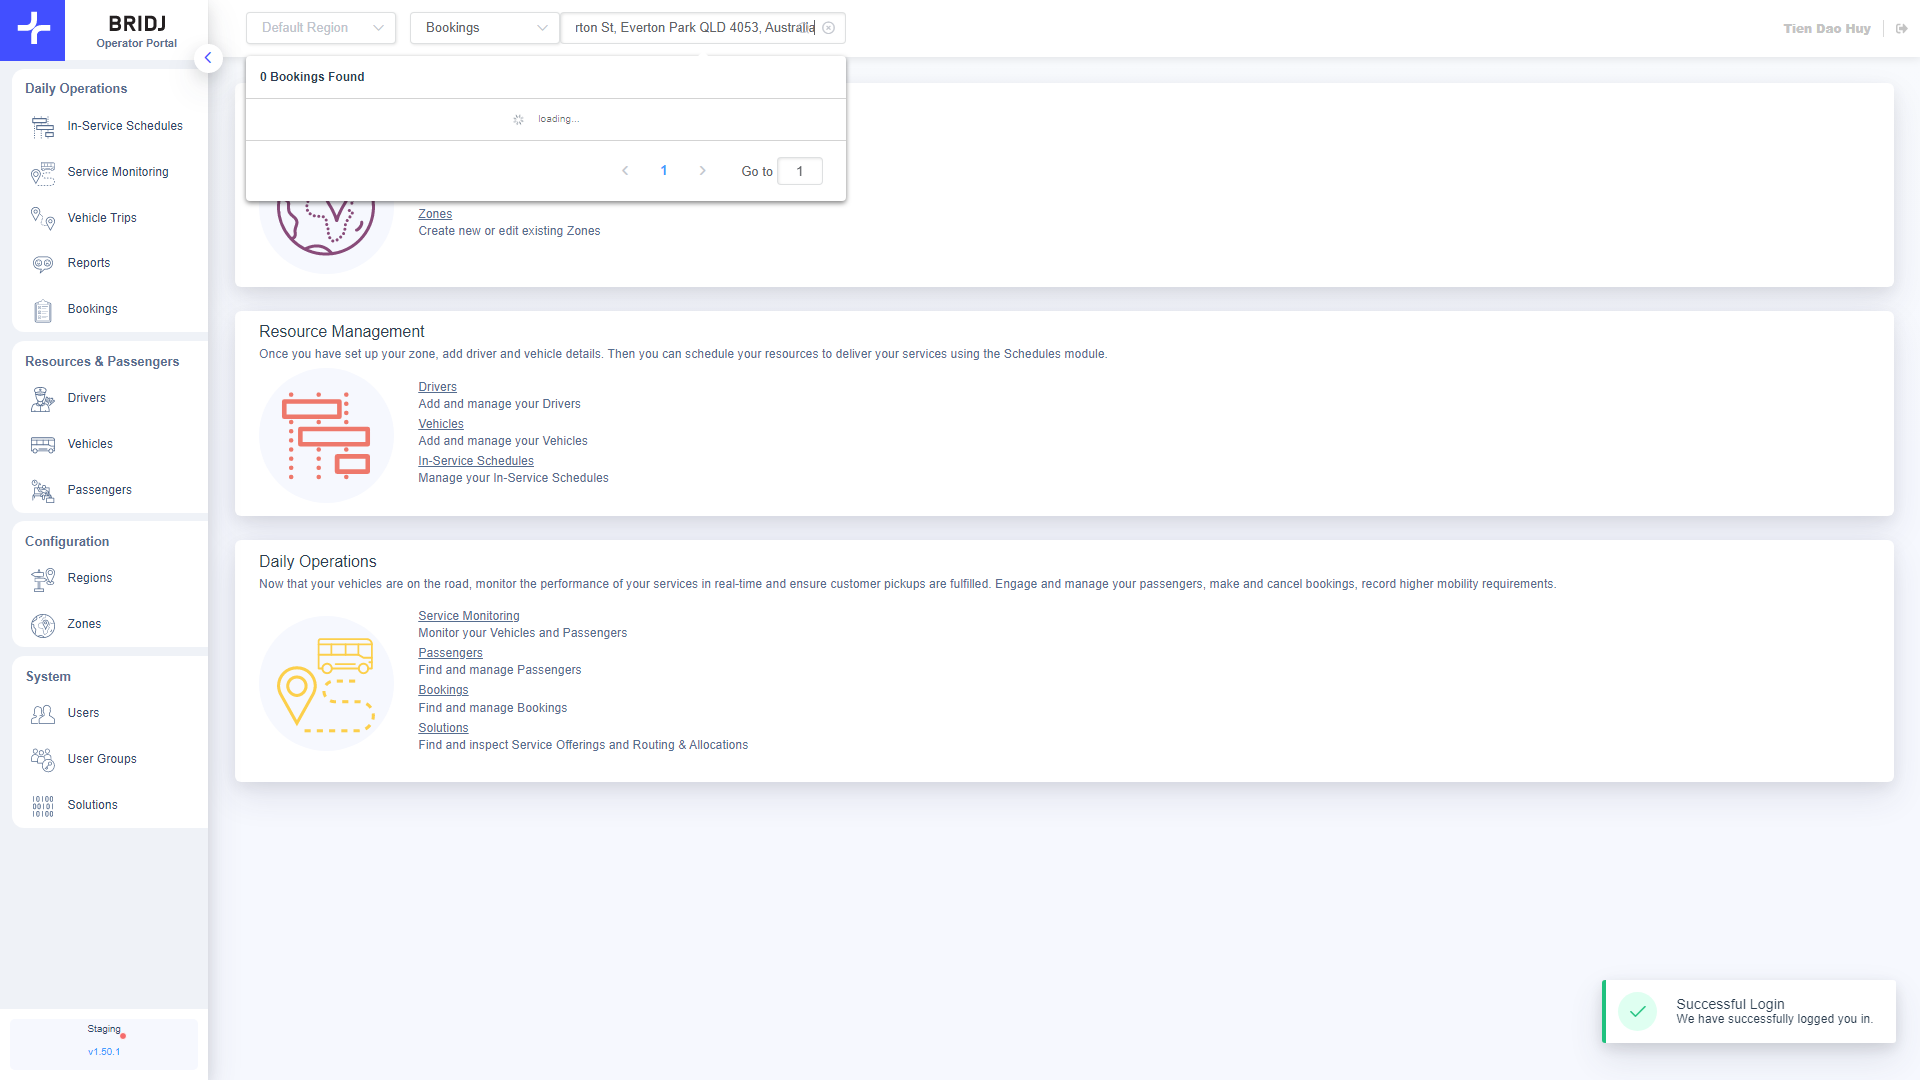 BRIDJ
Operator Portal
Default Region
Bookings
rton St, Everton Park QLD 4053, Australia
Tien Dao Huy
0 Bookings Found
loading...
1
Go to
1
Daily Operations
In-Service Schedules
Service Monitoring
Vehicle Trips
Reports
Bookings
Resources & Passengers
Drivers
Vehicles
Passengers
Configuration
Regions
Zones
System
Users
User Groups
Solutions
Staging
v1.50.1
Zones
Create new or edit existing Zones
Resource Management
Once you have set up your zone, add driver and vehicle details. Then you can schedule your resources to deliver your services using the Schedules module.
Drivers
Add and manage your Drivers
Vehicles
Add and manage your Vehicles
In-Service Schedules
Manage your In-Service Schedules
Daily Operations
Now that your vehicles are on the road, monitor the performance of your services in real-time and ensure customer pickups are fulfilled. Engage and manage your passengers, make and cancel bookings, record higher mobility requirements.
Service Monitoring
Monitor your Vehicles and Passengers
Passengers
Find and manage Passengers
Bookings
Find and manage Bookings
Solutions
Find and inspect Service Offerings and Routing & Allocations
Successful Login
We have successfully logged you in.